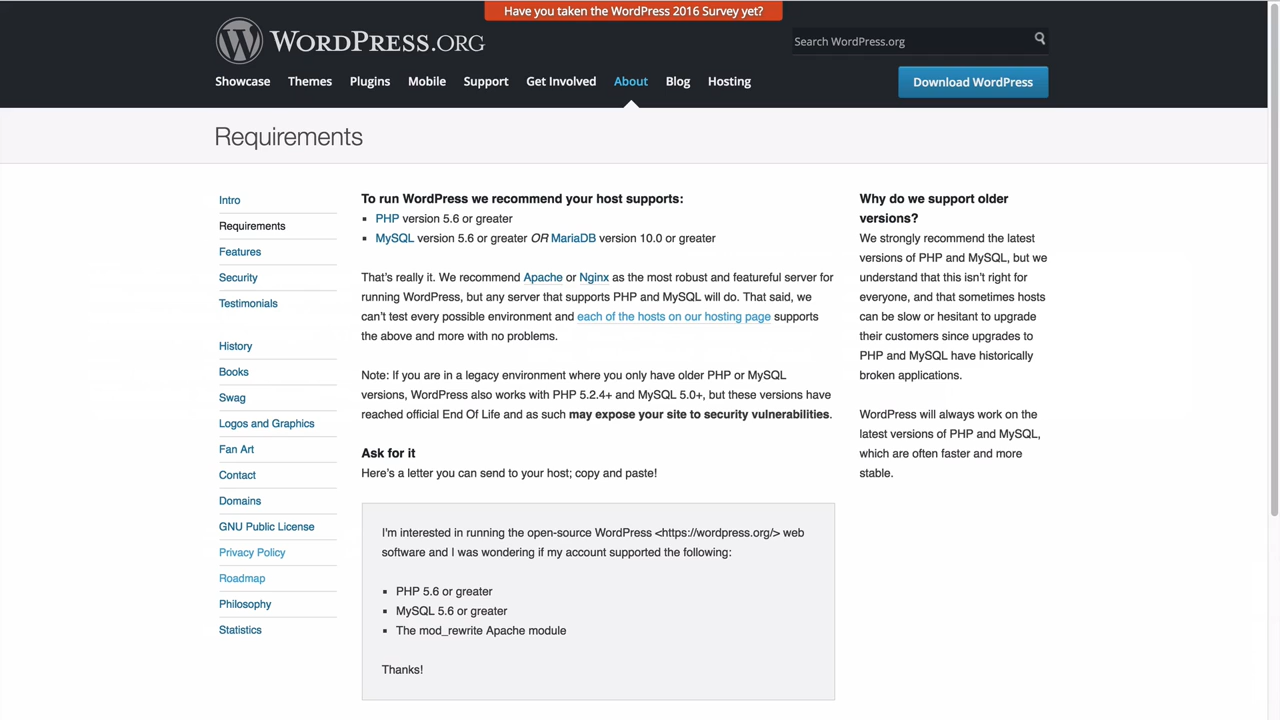 Have you taken the WordPress 2016 Survey yet?
WORDPRESS.ORG
Search WordPress.org
Showcase Themes Plugins Mobile Support Get Involved About Blog Hosting
Download WordPress
Requirements
Intro
Requirements
Features
Security
Testimonials
History
Books
Swag
Logos and Graphics
Fan Art
Contact
Domains
GNU Public License
Privacy Policy
Roadmap
Philosophy
Statistics
To run WordPress we recommend your host supports:
▪ PHP version 5.6 or greater
▪ MySQL version 5.6 or greater OR MariaDB version 10.0 or greater
That’s really it. We recommend Apache or Nginx as the most robust and featureful server for
running WordPress, but any server that supports PHP and MySQL will do. That said, we
can’t test every possible environment and each of the hosts on our hosting page supports
the above and more with no problems.
Note: If you are in a legacy environment where you only have older PHP or MySQL
versions, WordPress also works with PHP 5.2.4+ and MySQL 5.0+, but these versions have
reached official End Of Life and as such may expose your site to security vulnerabilities.
Ask for it
Here’s a letter you can send to your host; copy and paste!
I'm interested in running the open-source WordPress <https://wordpress.org/> web
software and I was wondering if my account supported the following:
▪ PHP 5.6 or greater
▪ MySQL 5.6 or greater
▪ The mod_rewrite Apache module
Thanks!
Why do we support older
versions?
We strongly recommend the latest
versions of PHP and MySQL, but we
understand that this isn’t right for
everyone, and that sometimes hosts
can be slow or hesitant to upgrade
their customers since upgrades to
PHP and MySQL have historically
broken applications.
WordPress will always work on the
latest versions of PHP and MySQL,
which are often faster and more
stable.